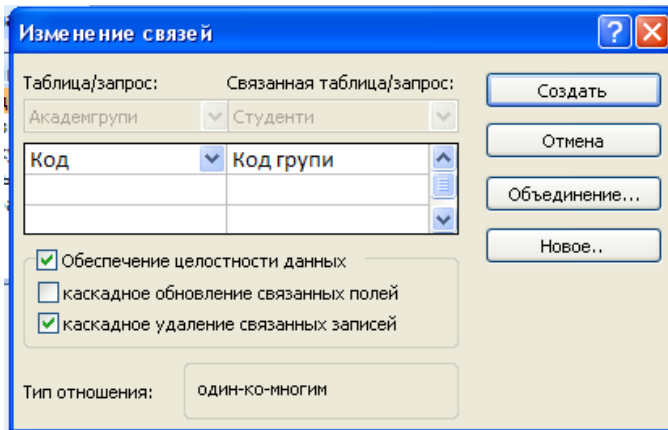 Изменение связей
Таблица/запрос: Связанная таблица/запрос:
Академгрупи Студенти
Код Код групи
Обеспечение целостности данных
каскадное обновление связанных полей
каскадное удаление связанных записей
Тип отношения: один-ко-многим
Создать
Отмена
Объединение...
Новое..